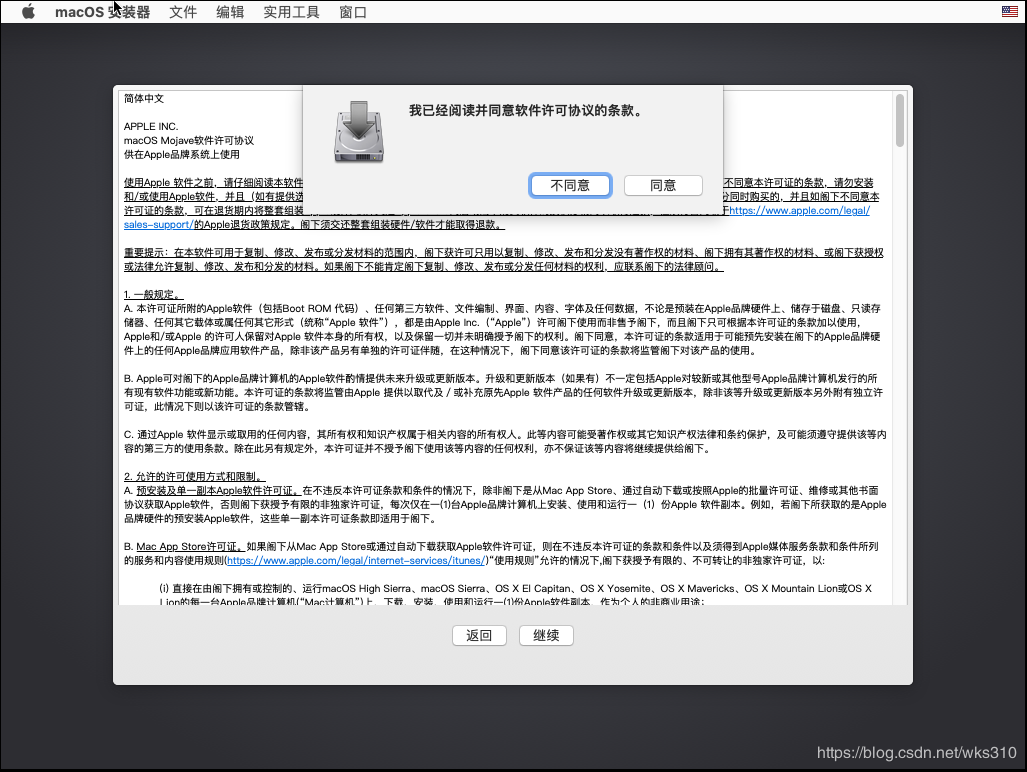 macOS 安装器 文件 编辑 实用工具 窗口
我已经阅读并同意软件许可协议的条款。
不同意 同意
简体中文
APPLE INC.
macOS Mojave软件许可协议
供在Apple品牌系统上使用
使用Apple 软件之前，请仔细阅读本软件 不同意本许可证的条款，请勿安装
和/或使用Apple软件，并且（如有提供选 分同时购买的，并且如阁下不同意本
许可证的条款，可在退货期内将整套组装 https://www.apple.com/legal/
sales-support/的Apple退货政策规定。阁下须交还整套组装硬件/软件才能取得退款。
重要提示：在本软件可用于复制、修改、发布或分发材料的范围内，阁下获许可只用以复制、修改、发布和分发没有著作权的材料、阁下拥有其著作权的材料、或阁下获授权
或法律允许复制、修改、发布和分发的材料。如果阁下不能肯定阁下复制、修改、发布或分发任何材料的权利，应联系阁下的法律顾问。
1. 一般规定。
A. 本许可证所附的Apple软件（包括Boot ROM 代码）、任何第三方软件、文件编制、界面、内容、字体及任何数据，不论是预装在Apple品牌硬件上、储存于磁盘、只读存
储器、任何其它载体或属任何其它形式（统称“Apple 软件”），都是由Apple Inc.（“Apple”）许可阁下使用而非售予阁下，而且阁下只可根据本许可证的条款加以使用，
Apple和/或Apple 的许可人保留对Apple 软件本身的所有权，以及保留一切并未明确授予阁下的权利。阁下同意，本许可证的条款适用于可能预先安装在阁下的Apple品牌硬
件上的任何Apple品牌应用软件产品，除非该产品另有单独的许可证伴随，在这种情况下，阁下同意该许可证的条款将监管阁下对该产品的使用。
B. Apple可对阁下的Apple品牌计算机的Apple软件酌情提供未来升级或更新版本。升级和更新版本（如果有）不一定包括Apple对较新或其他型号Apple品牌计算机发行的所
有现有软件功能或新功能。本许可证的条款将监管由Apple 提供以取代及 / 或补充原先Apple 软件产品的任何软件升级或更新版本，除非该等升级或更新版本另外附有独立许
可证，此情况下则以该许可证的条款管辖。
C. 通过Apple 软件显示或取用的任何内容，其所有权和知识产权属于相关内容的所有权人。此等内容可能受著作权或其它知识产权法律和条约保护，及可能须遵守提供该等内
容的第三方的使用条款。除在此另有规定外，本许可证并不授予阁下使用该等内容的任何权利，亦不保证该等内容将继续提供给阁下。
2. 允许的许可使用方式和限制。
A. 预安装及单一副本Apple软件许可证。在不违反本许可证条款和条件的情况下，除非阁下是从Mac App Store、通过自动下载或按照Apple的批量许可证、维修或其他书面
协议获取Apple软件，否则阁下获授予有限的非独家许可证，每次仅在一(1)台Apple品牌计算机上安装、使用和运行一（1）份Apple 软件副本。例如，若阁下所获取的是Apple
品牌硬件的预安装Apple软件，这些单一副本许可证条款即适用于阁下。
B. Mac App Store许可证。如果阁下从Mac App Store或通过自动下载获取Apple软件许可证，则在不违反本许可证的条款和条件以及须得到Apple媒体服务条款和条件所列
的服务和内容使用规则(https://www.apple.com/legal/internet-services/itunes/)“使用规则”允许的情况下,阁下获授予有限的、不可转让的非独家许可证，以:
(i) 直接在由阁下拥有或控制的、运行macOS High Sierra、macOS Sierra、OS X El Capitan、OS X Yosemite、OS X Mavericks、OS X Mountain Lion或OS X
Lion的每一台Apple品牌计算机(“Mac计算机”)上，下载、安装、使用和运行一(1)份Apple软件副本，作为个人的非商业用途；
返回 继续
https://blog.csdn.net/wks310